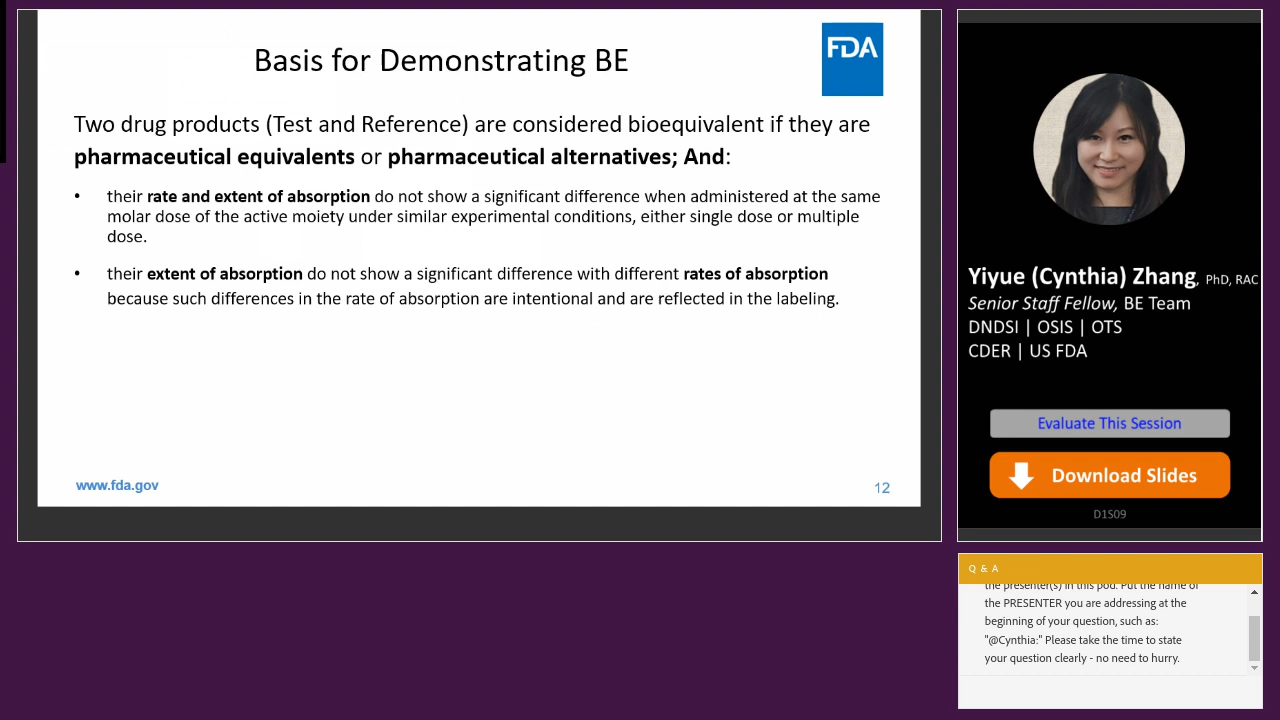 Basis for Demonstrating BE
FDA
Two drug products (Test and Reference) are considered bioequivalent if they are
pharmaceutical equivalents or pharmaceutical alternatives; And:
• their rate and extent of absorption do not show a significant difference when administered at the same
molar dose of the active moiety under similar experimental conditions, either single dose or multiple
dose.
• their extent of absorption do not show a significant difference with different rates of absorption
because such differences in the rate of absorption are intentional and are reflected in the labeling.
www.fda.gov
12
Yiyue (Cynthia) Zhang, PhD, RAC
Senior Staff Fellow, BE Team
DNDSI | OSIS | OTS
CDER | US FDA
Evaluate This Session
Download Slides
D1S09
Q & A
the presenter(s) in this pod. Put the name of
the PRESENTER you are addressing at the
beginning of your question, such as:
"@Cynthia:" Please take the time to state
your question clearly - no need to hurry.